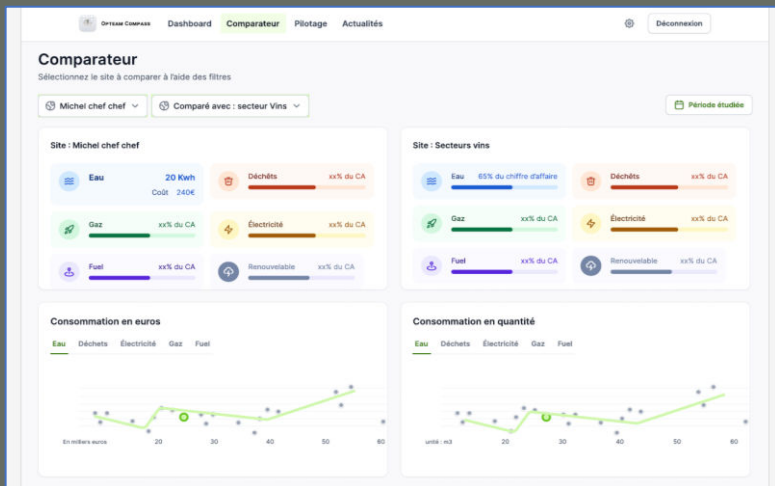 OPTEAM COMPASS Dashboard Comparateur Pilotage Actualités Déconnexion
Comparateur
Sélectionnez le site à comparer à l'aide des filtres
Michel chef chef Comparé avec : secteur Vins Période étudiée
Site : Michel chef chef
Eau 20 Kwh
Coût 240€
Déchêts xx% du CA
Gaz xx% du CA
Électricité xx% du CA
Fuel xx% du CA
Renouvelable xx% du CA
Site : Secteurs vins
Eau 65% du chiffre d'affaire
Déchêts xx% du CA
Gaz xx% du CA
Électricité xx% du CA
Fuel xx% du CA
Renouvelable xx% du CA
Consommation en euros
Eau Déchets Électricité Gaz Fuel
En milliers euros 20 30 40 50 60
Consommation en quantité
Eau Déchets Électricité Gaz Fuel
unité : m3 20 30 40 50 60